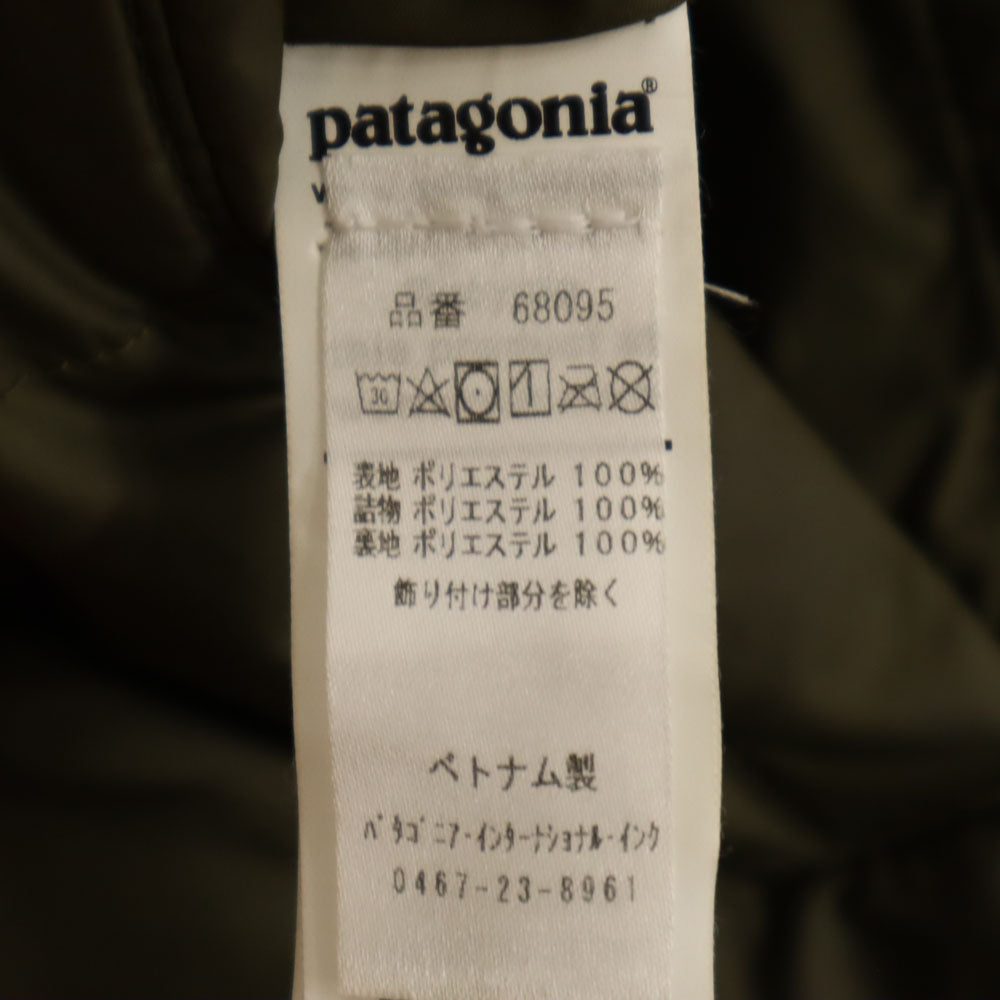 patagonia®
品番 68095
30
表地 ポリエステル 100%
詰物 ポリエステル 100%
裏地 ポリエステル 100%
飾り付け部分を除く
ベトナム製
パタゴニア・インターナショナル・インク
0467-23-8961